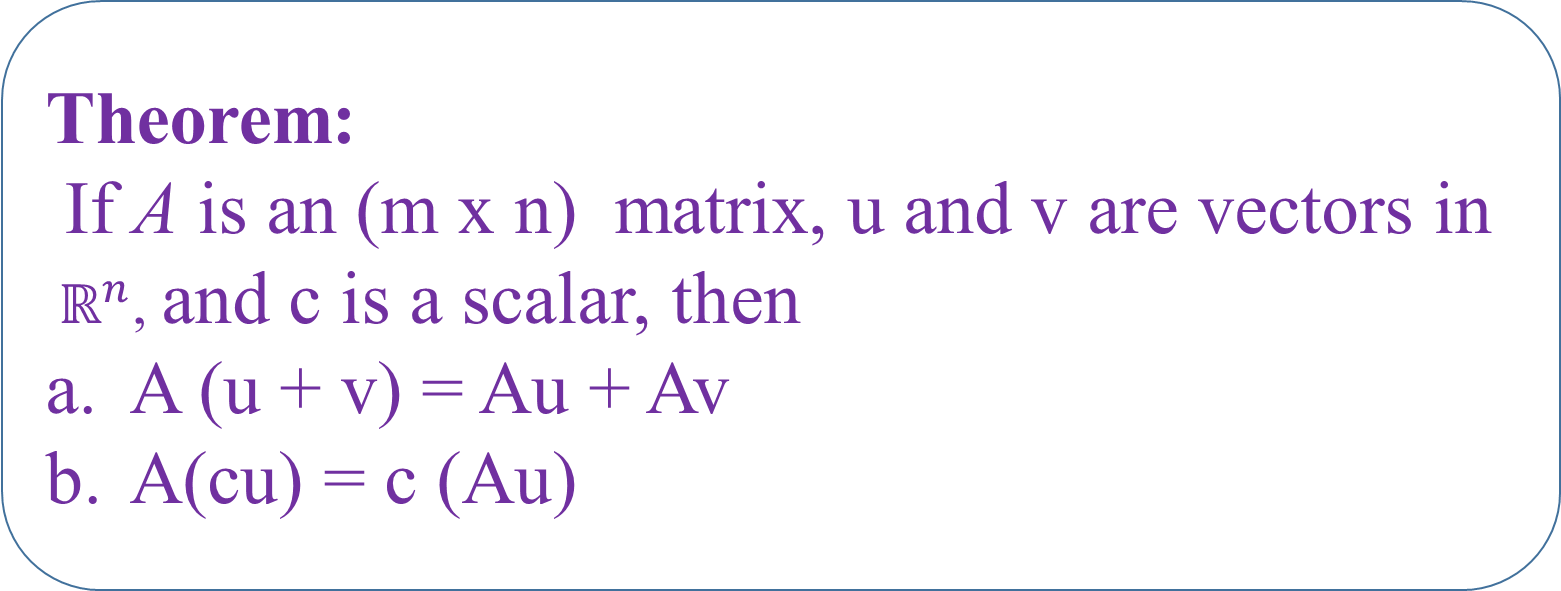 Theorem:
If A is an (m x n) matrix, u and v are vectors in
ℝⁿ, and c is a scalar, then
a. A (u + v) = Au + Av
b. A(cu) = c (Au)